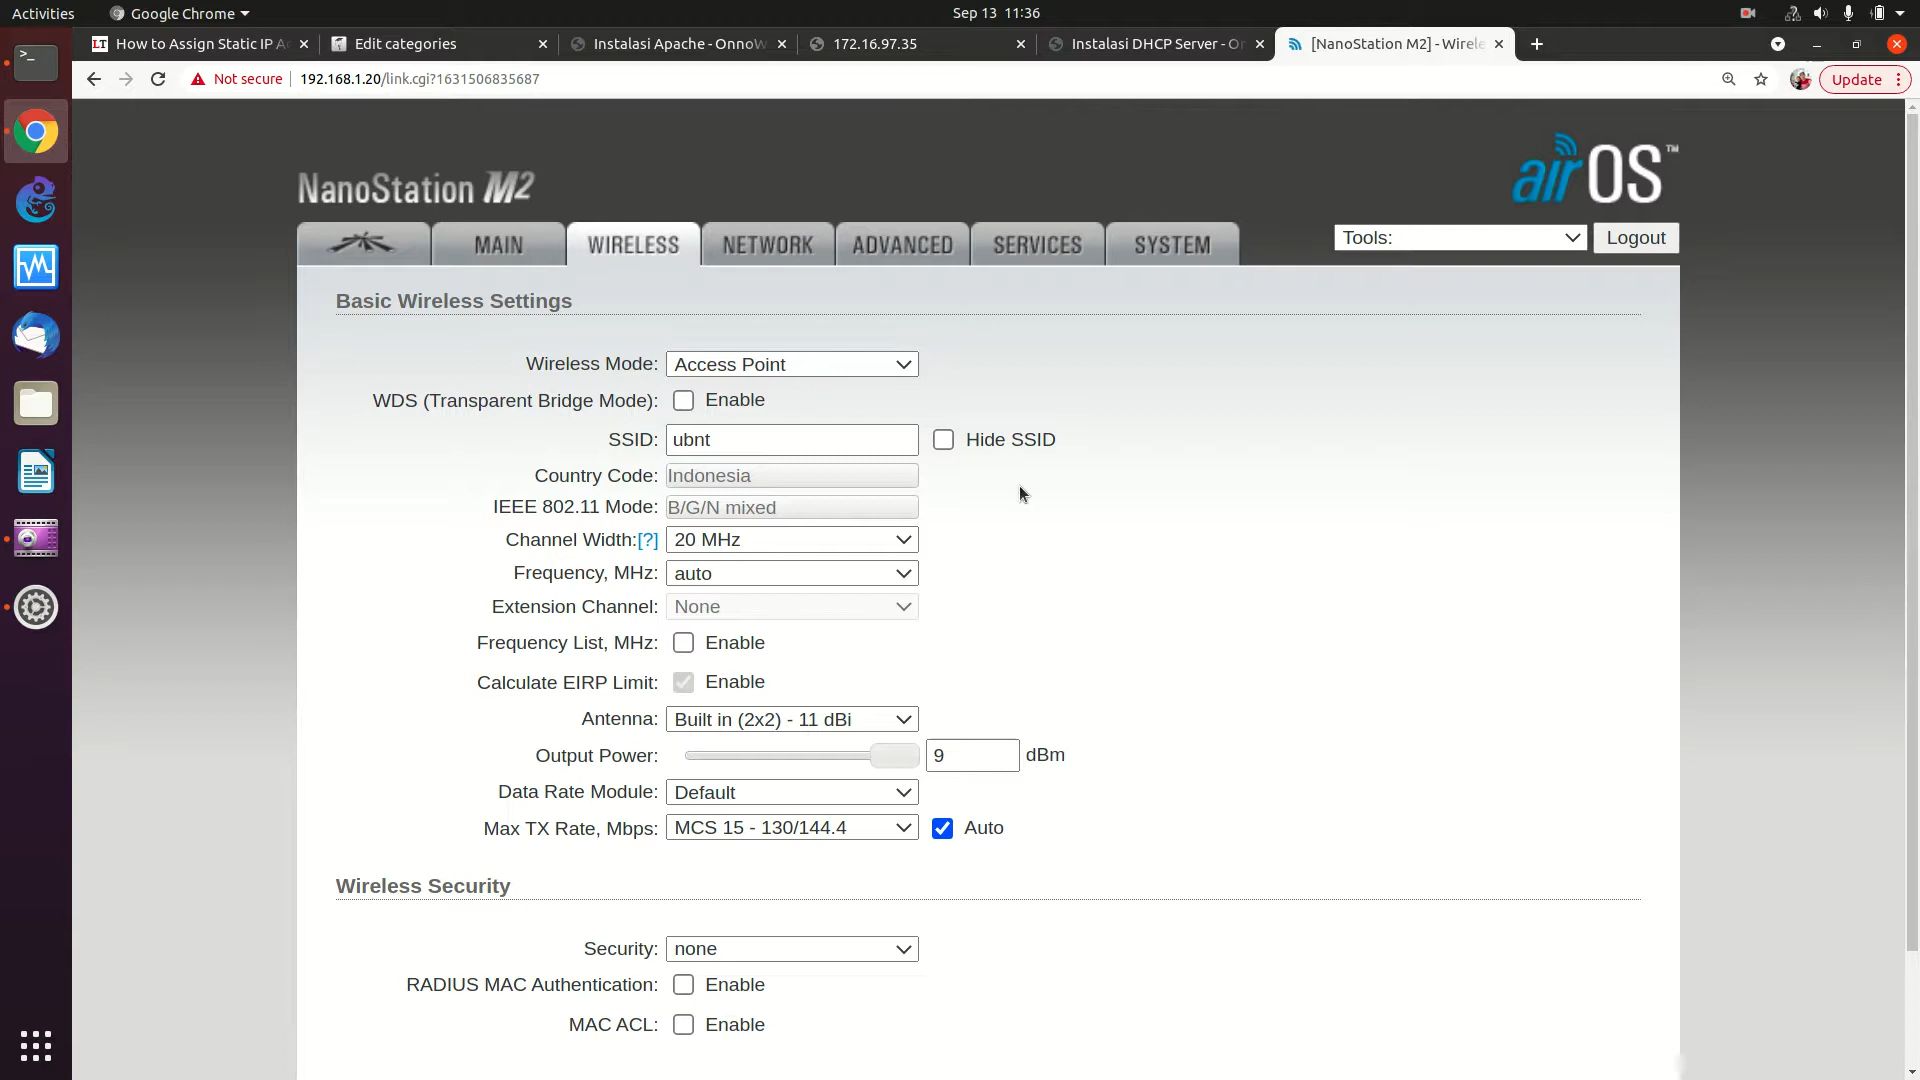 Activities
Google Chrome
Sep 13 11:36
How to Assign Static IP A
Edit categories
Instalasi Apache - OnnoW
172.16.97.35
Instalasi DHCP Server - O
[NanoStation M2] - Wirele
Not secure
192.168.1.20/link.cgi?1631506835687
Update
NanoStation M2
airOS™
MAIN
WIRELESS
NETWORK
ADVANCED
SERVICES
SYSTEM
Tools:
Logout
Basic Wireless Settings
Wireless Mode: Access Point
WDS (Transparent Bridge Mode): Enable
SSID: ubnt Hide SSID
Country Code: Indonesia
IEEE 802.11 Mode: B/G/N mixed
Channel Width:[?] 20 MHz
Frequency, MHz: auto
Extension Channel: None
Frequency List, MHz: Enable
Calculate EIRP Limit: Enable
Antenna: Built in (2x2) - 11 dBi
Output Power: 9 dBm
Data Rate Module: Default
Max TX Rate, Mbps: MCS 15 - 130/144.4 Auto
Wireless Security
Security: none
RADIUS MAC Authentication: Enable
MAC ACL: Enable